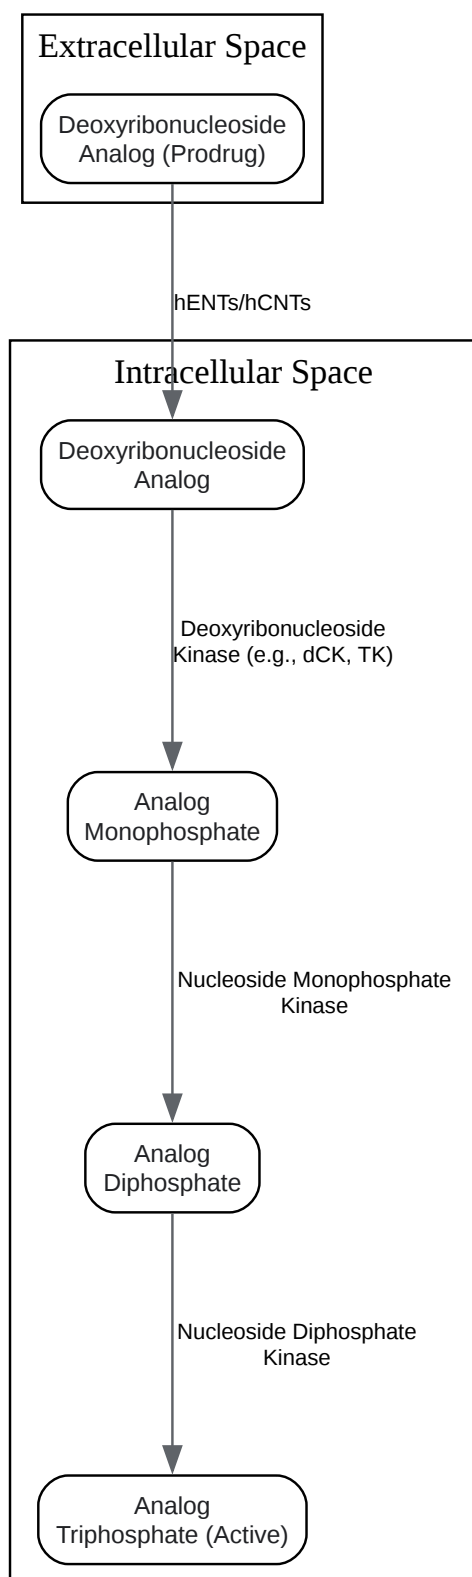 Extracellular Space
Deoxyribonucleoside
Analog (Prodrug)
hENTs/hCNTs
Intracellular Space
Deoxyribonucleoside
Analog
Deoxyribonucleoside
Kinase (e.g., dCK, TK)
Analog
Monophosphate
Nucleoside Monophosphate
Kinase
Analog
Diphosphate
Nucleoside Diphosphate
Kinase
Analog
Triphosphate (Active)